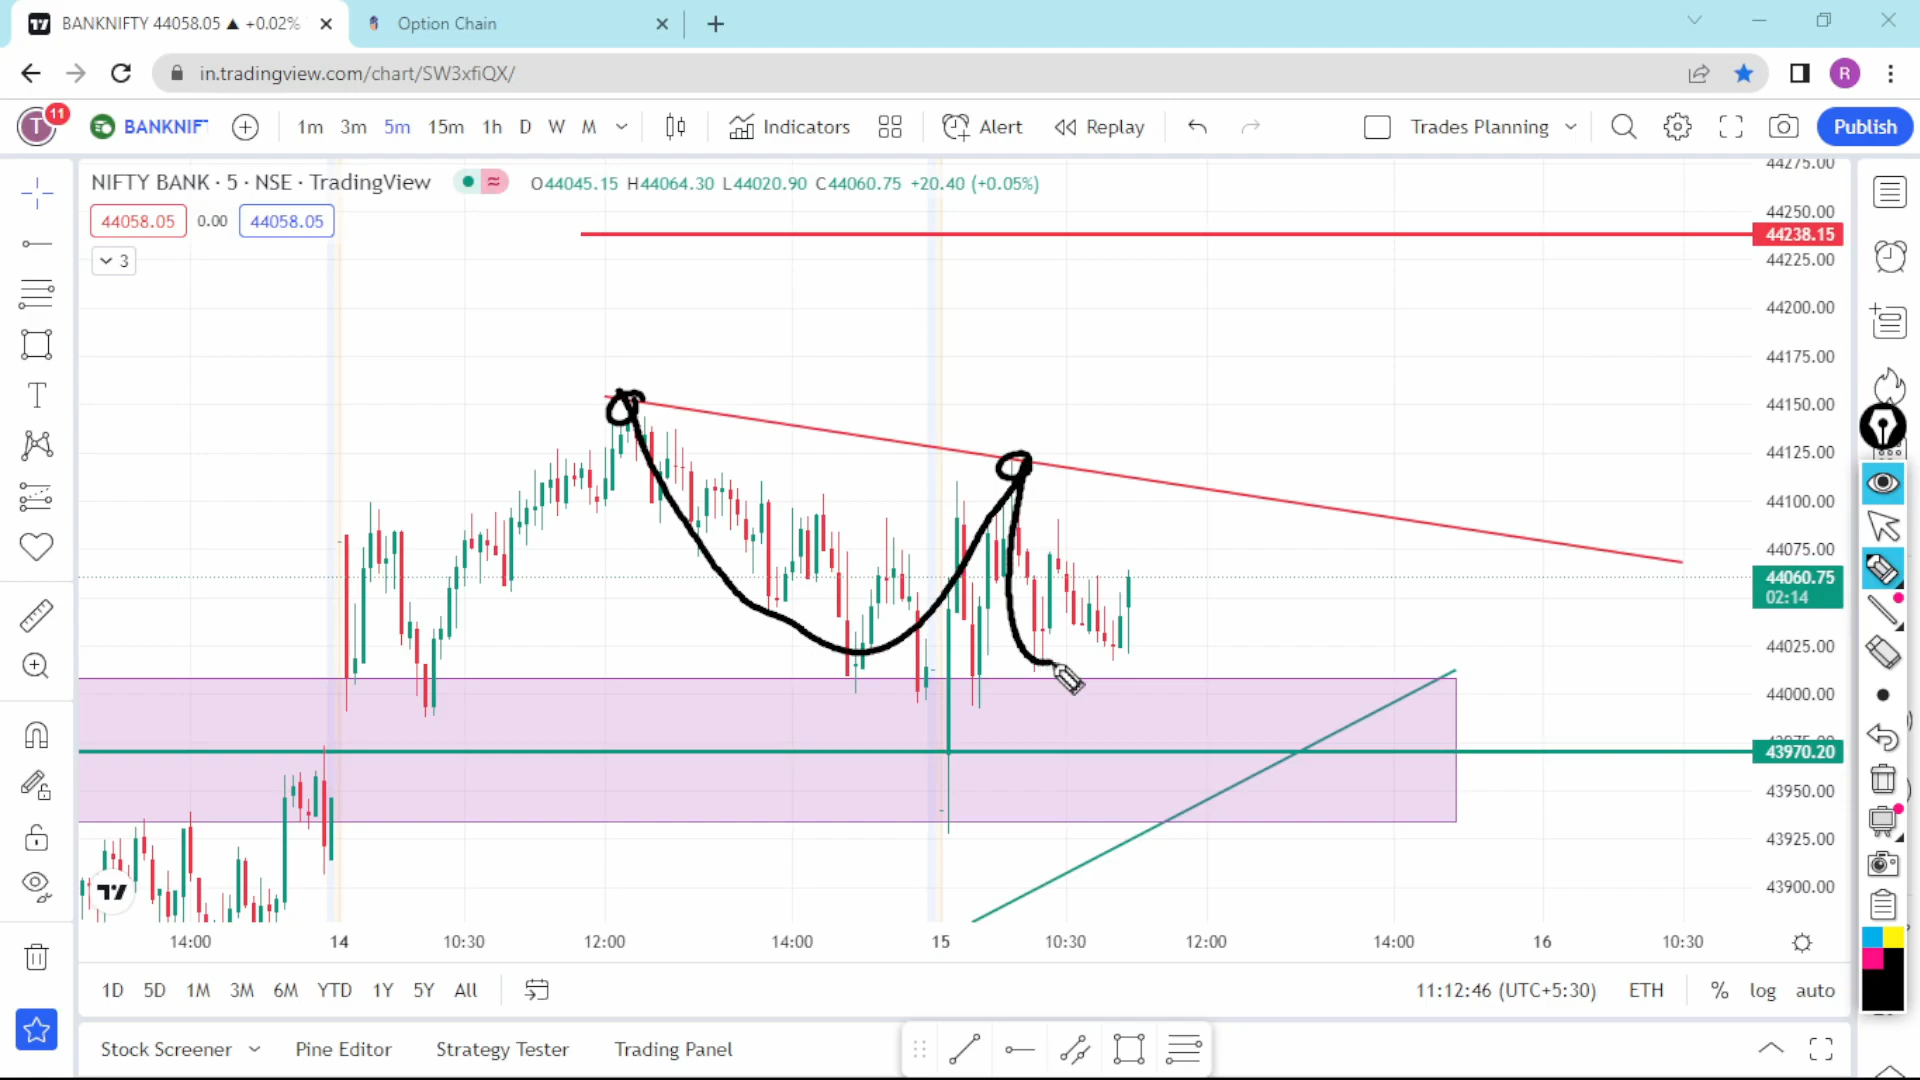 BANKNIFTY 44058.05 ▲ +0.02%
Option Chain
in.tradingview.com/chart/SW3xfiQX/
R
T 11 BANKNIF 1m 3m 5m 15m 1h D W M Indicators Alert Replay Trades Planning Publish
NIFTY BANK · 5 · NSE · TradingView O44045.15 H44064.30 L44020.90 C44060.75 +20.40 (+0.05%)
44058.05 0.00 44058.05
3
44275.00
44250.00
44238.15
44225.00
44200.00
44175.00
44150.00
44125.00
44100.00
44075.00
44060.75
02:14
44025.00
44000.00
43970.20
43950.00
43925.00
43900.00
14:00 14 10:30 12:00 14:00 15 10:30 12:00 14:00 16 10:30
1D 5D 1M 3M 6M YTD 1Y 5Y All 11:12:46 (UTC+5:30) ETH % log auto
Stock Screener Pine Editor Strategy Tester Trading Panel